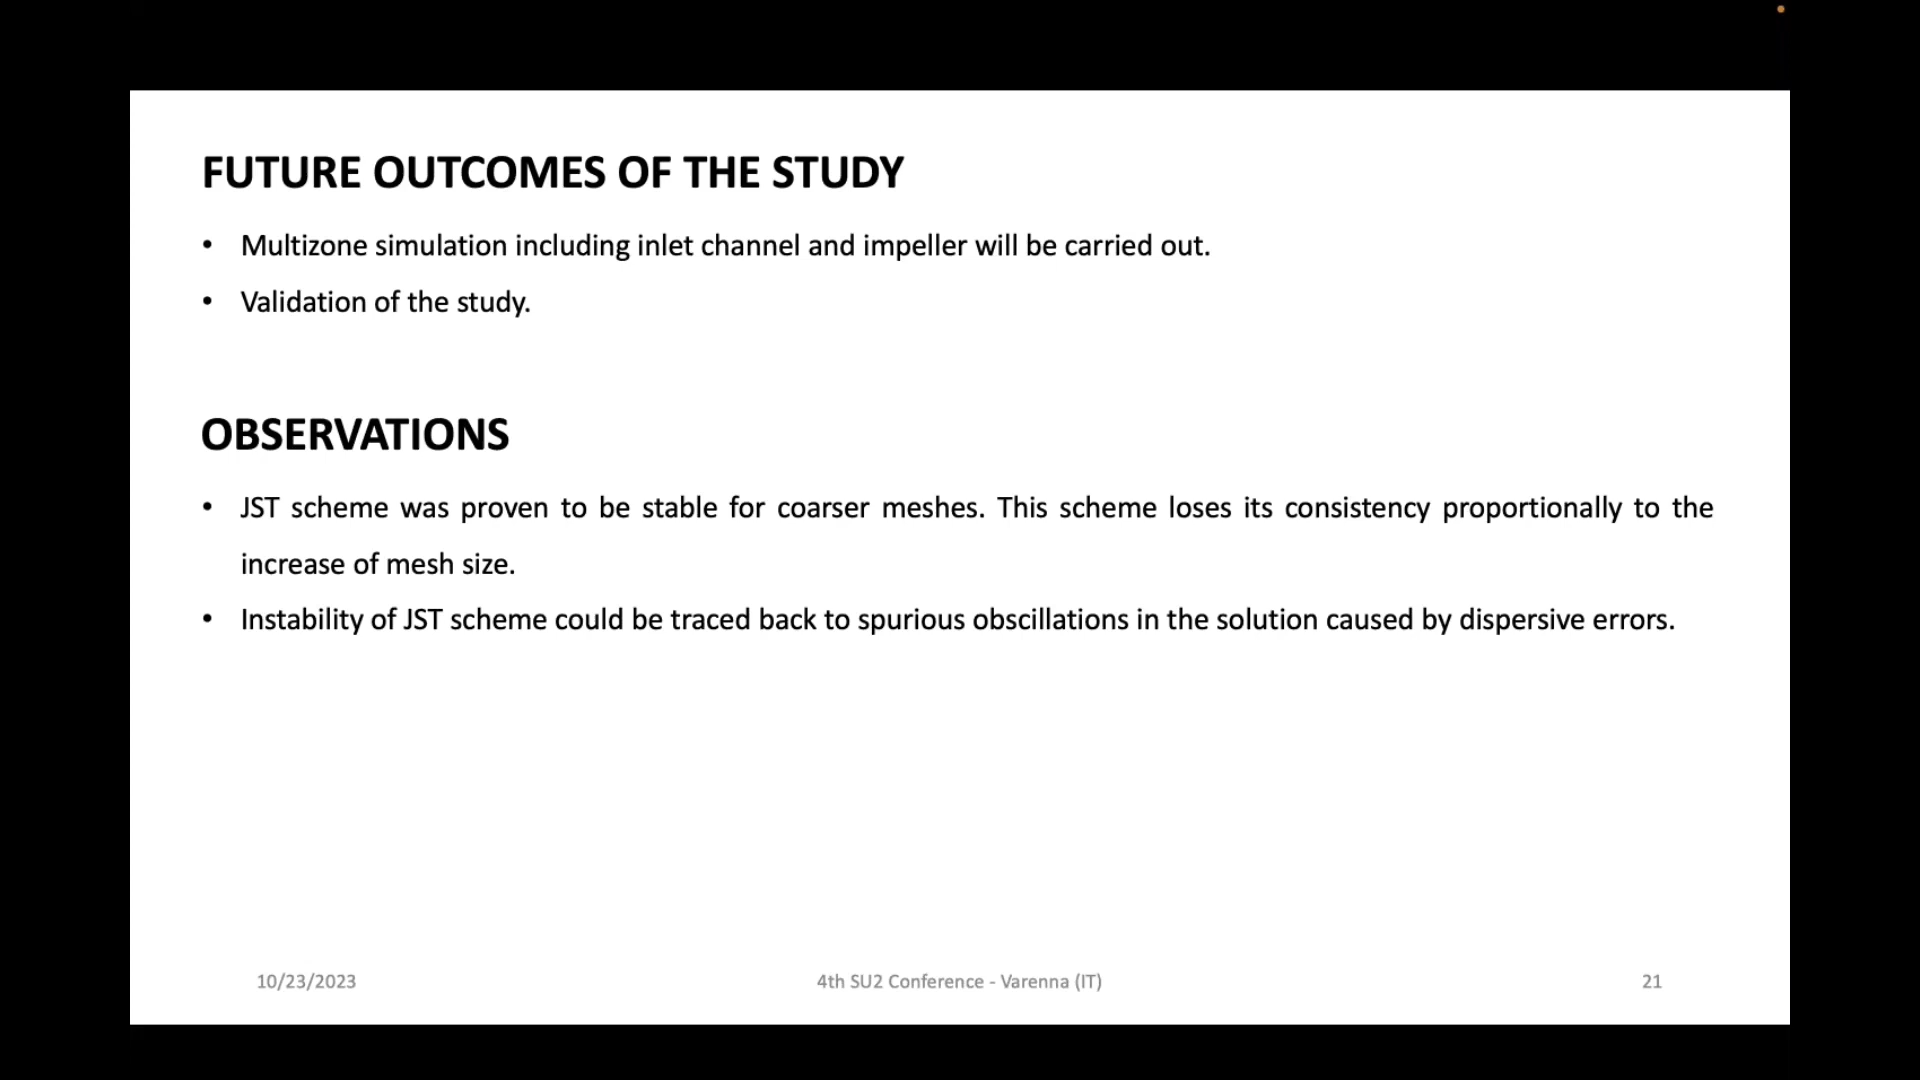 FUTURE OUTCOMES OF THE STUDY
• Multizone simulation including inlet channel and impeller will be carried out.
• Validation of the study.
OBSERVATIONS
• JST scheme was proven to be stable for coarser meshes. This scheme loses its consistency proportionally to the
increase of mesh size.
• Instability of JST scheme could be traced back to spurious obscillations in the solution caused by dispersive errors.
10/23/2023 4th SU2 Conference - Varenna (IT) 21